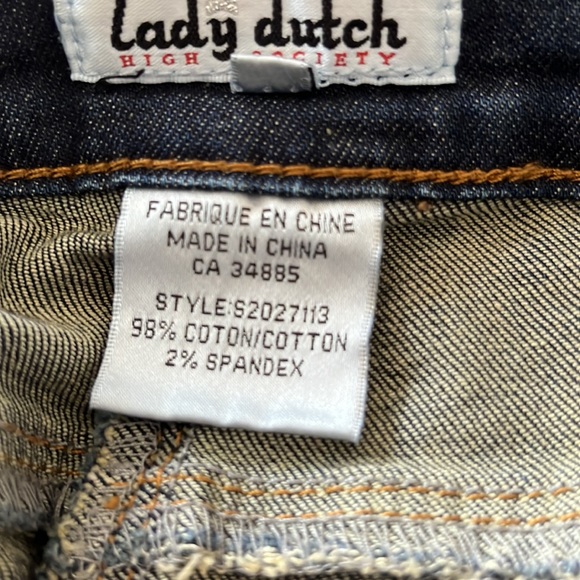 Lady dutch
HIGH SOCIETY
FABRIQUE EN CHINE
MADE IN CHINA
CA 34885
STYLE:S2027113
98% COTON/COTTON
2% SPANDEX